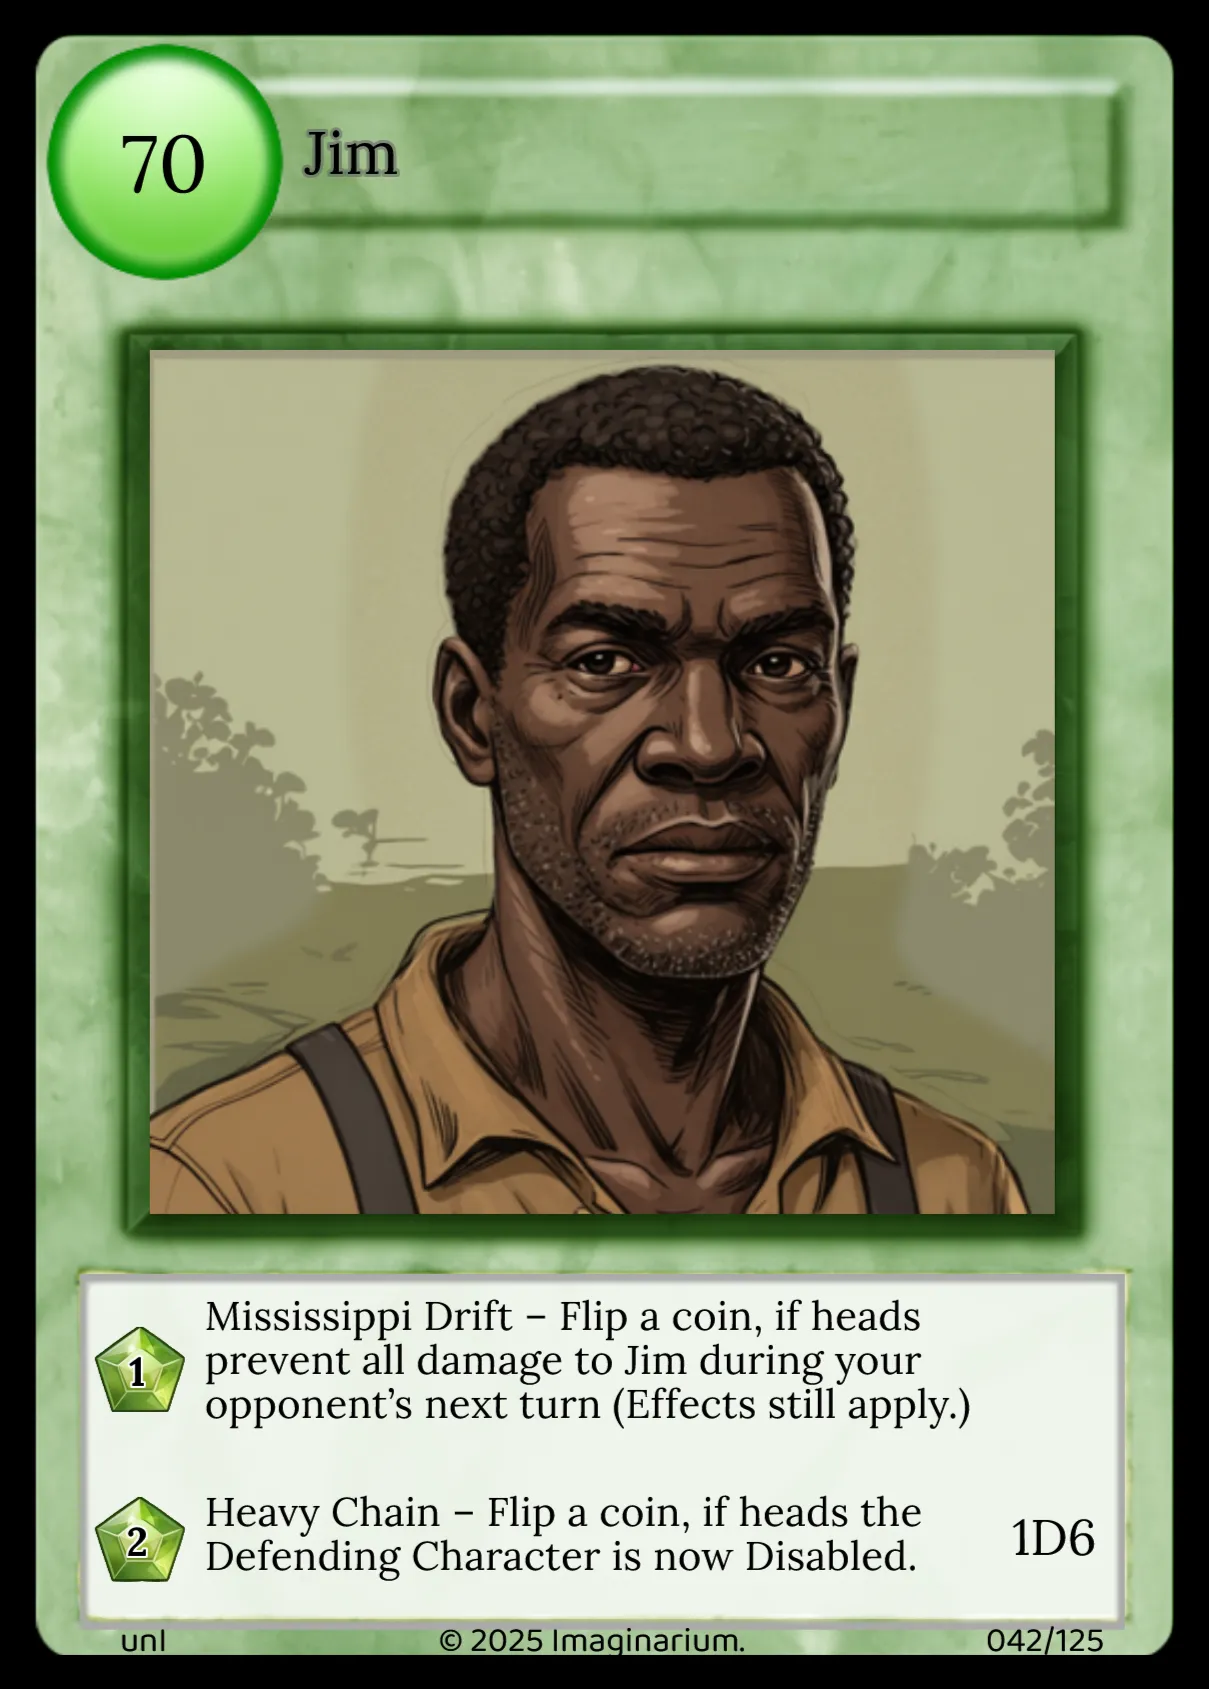 70
Jim
1
Mississippi Drift – Flip a coin, if heads
prevent all damage to Jim during your
opponent’s next turn (Effects still apply.)
2
Heavy Chain – Flip a coin, if heads the
Defending Character is now Disabled.
1D6
unl
© 2025 Imaginarium.
042/125